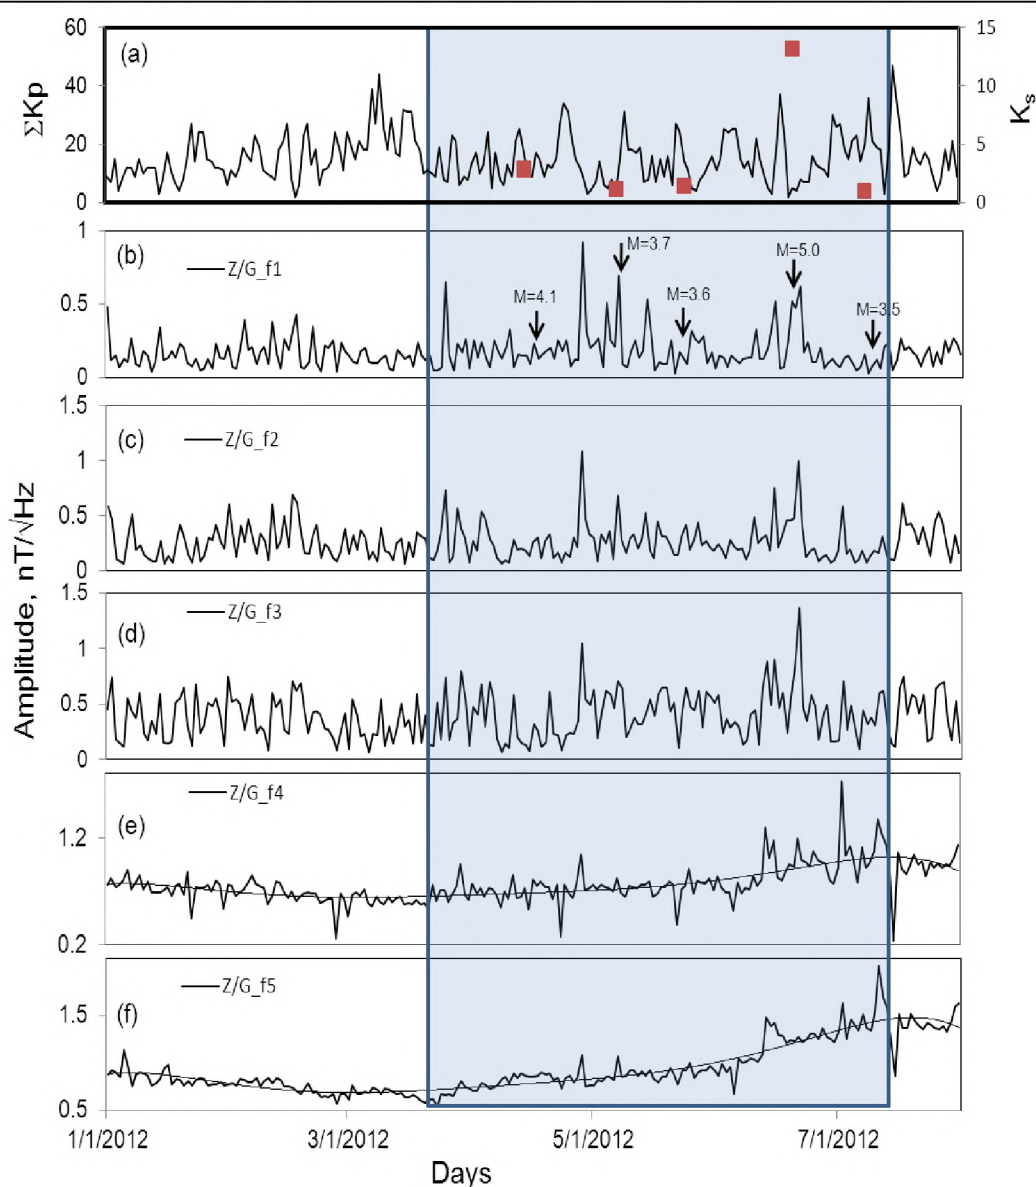 60
40
20
0
ΣKp
(a)
15
10
5
0
Ks
1
0.5
0
(b)
Z/G_f1
M=4.1
M=3.7
M=3.6
M=5.0
M=3.5
1.5
1
0.5
0
(c)
Z/G_f2
Amplitude, nT/√Hz
1.5
1
0.5
0
(d)
Z/G_f3
1.2
0.2
(e)
Z/G_f4
1.5
0.5
(f)
Z/G_f5
1/1/2012 3/1/2012 5/1/2012 7/1/2012
Days